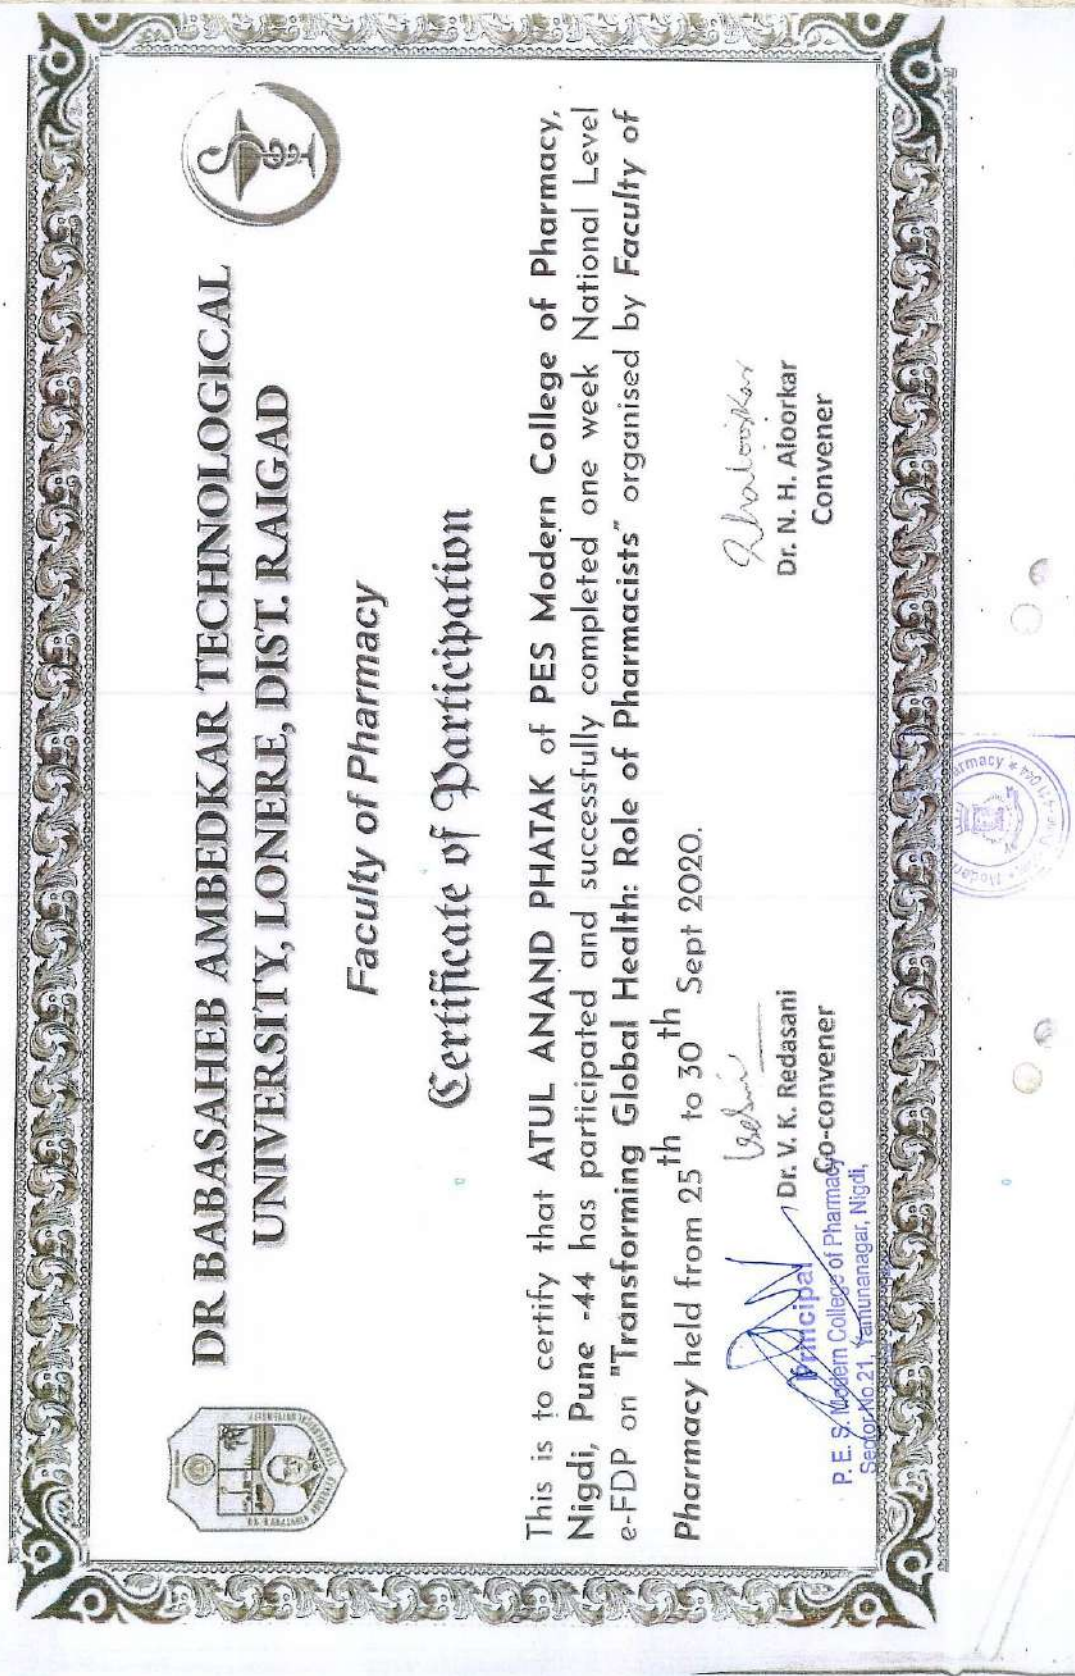 DR BABASAHEB AMBEDKAR TECHNOLOGICAL
UNIVERSITY, LONERE, DIST. RAIGAD
Faculty of Pharmacy
Certificate of Participation
This is to certify that ATUL ANAND PHATAK of PES Modern College of Pharmacy,
Nigdi, Pune -44 has participated and successfully completed one week National Level
e-FDP on "Transforming Global Health: Role of Pharmacists" organised by Faculty of
Pharmacy held from 25th to 30th Sept 2020.
Dr. V. K. Redasani
Co-convener
Dr. N. H. Aloorkar
Convener
Principal
P. E. S. Modern College of Pharmacy
Sector No.21, Yamunanagar, Nigdi,